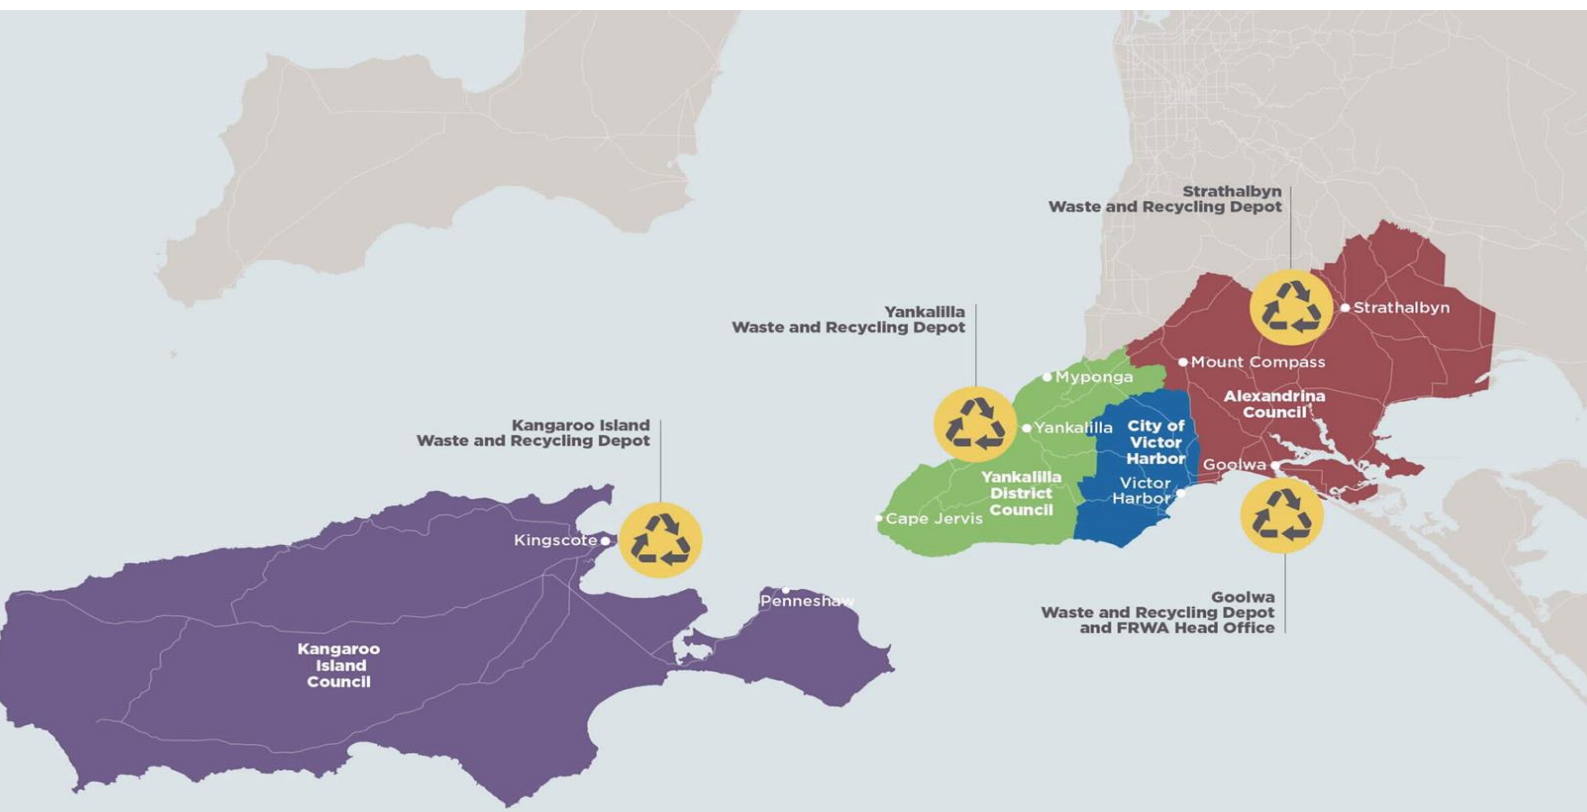 Strathalbyn
Waste and Recycling Depot
Yankalilla
Waste and Recycling Depot
Strathalbyn
Mount Compass
Myponga
Alexandrina
Council
Kangaroo Island
Waste and Recycling Depot
Yankalilla
City of
Victor
Harbor
Goolwa
Yankalilla
District
Council
Victor
Harbor
Cape Jervis
Kingscote
Penneshaw
Goolwa
Waste and Recycling Depot
and FRWA Head Office
Kangaroo
Island
Council